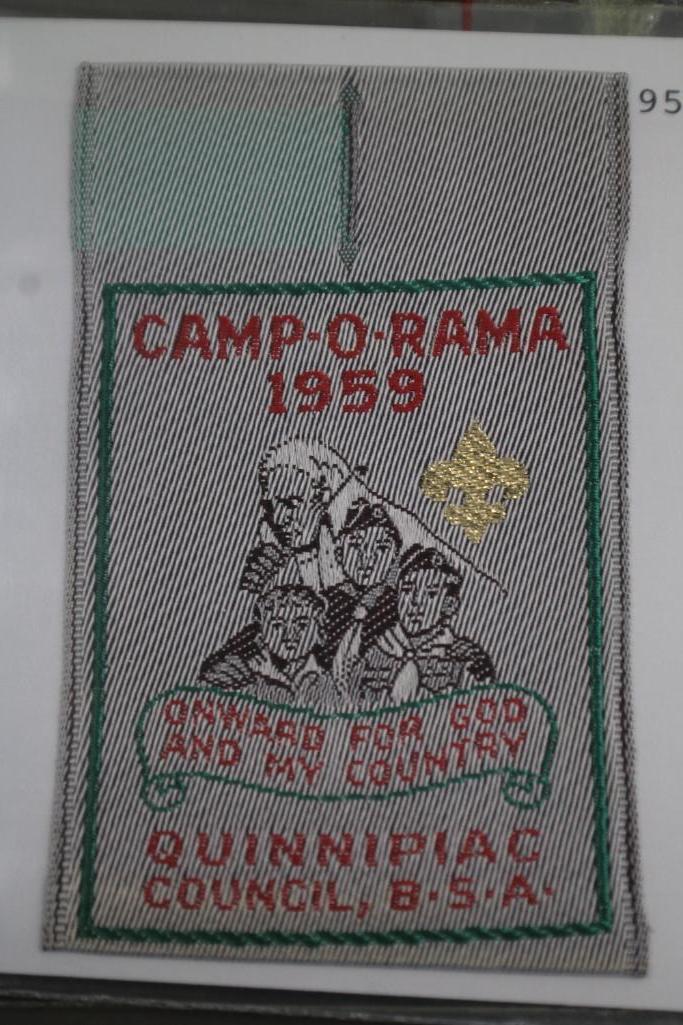 95
CAMP-O-RAMA
1959
ONWARD FOR GOD
AND MY COUNTRY
QUINNIPIAC
COUNCIL, B·S·A·